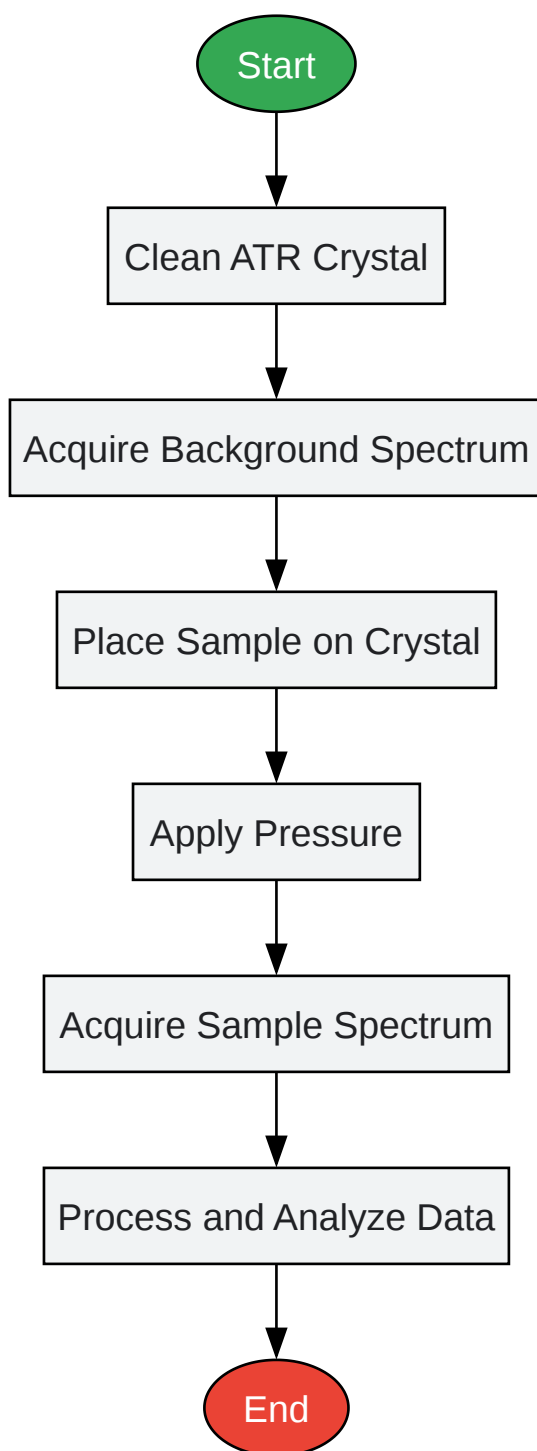 Start
Clean ATR Crystal
Acquire Background Spectrum
Place Sample on Crystal
Apply Pressure
Acquire Sample Spectrum
Process and Analyze Data
End